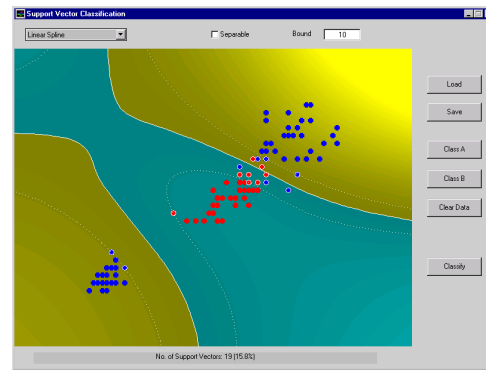 Support Vector Classification
Linear Spline
Separable
Bound
10
Load
Save
Class A
Class B
Clear Data
Classify
No. of Support Vectors: 19 (15.8%)